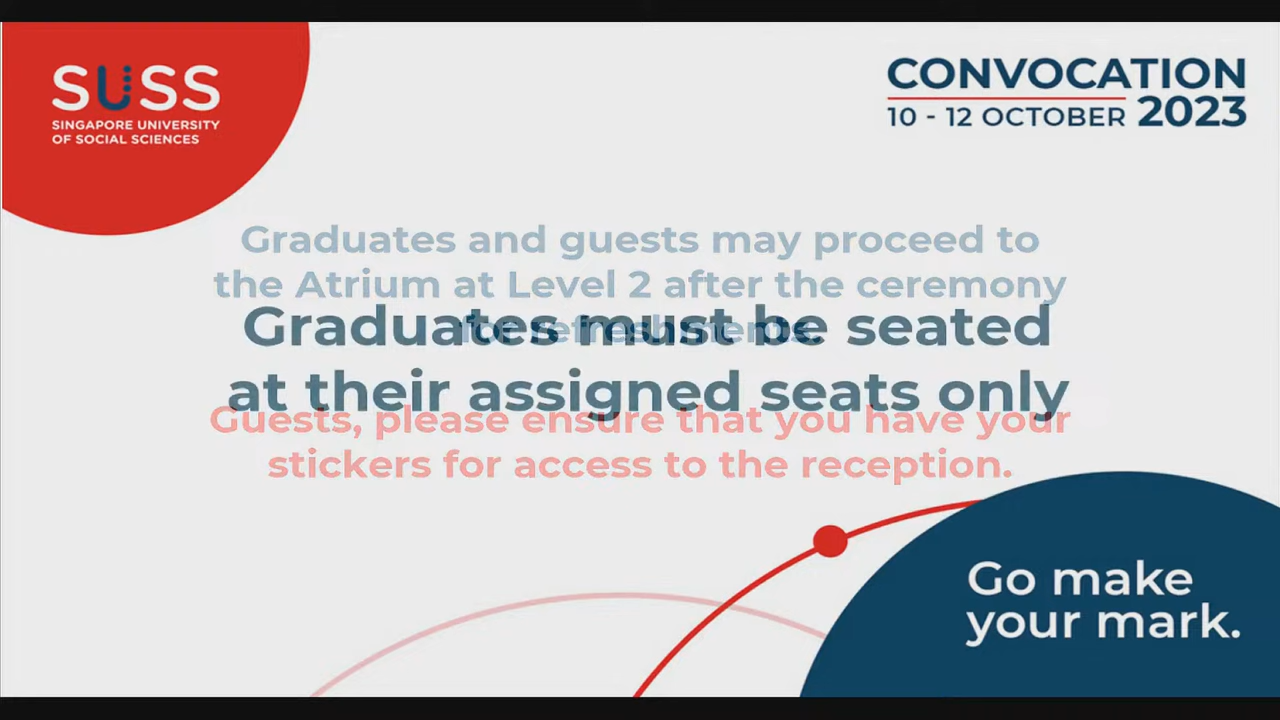 SUSS
SINGAPORE UNIVERSITY
OF SOCIAL SCIENCES
CONVOCATION
10 - 12 OCTOBER 2023
Graduates and guests may proceed to
the Atrium at Level 2 after the ceremony
for refreshments.
Graduates must be seated
at their assigned seats only
Guests, please ensure that you have your
stickers for access to the reception.
Go make
your mark.